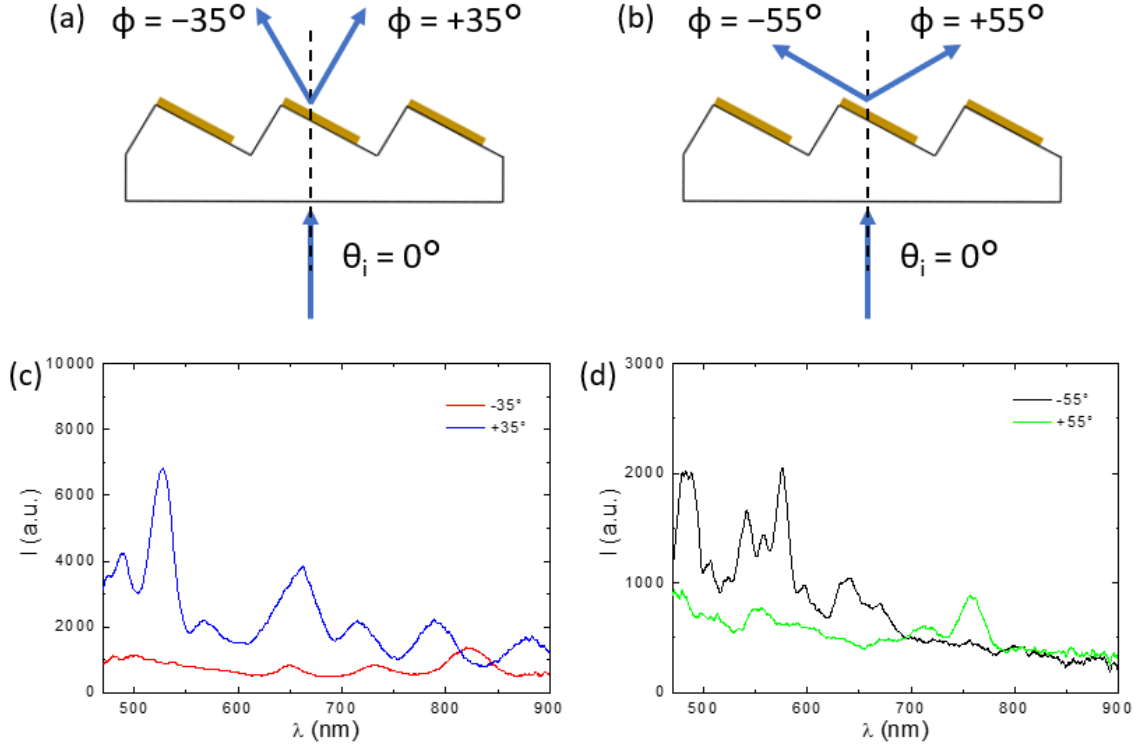 (a) ϕ = −35° ϕ = +35°
θi = 0°
(b) ϕ = −55° ϕ = +55°
θi = 0°
(c)
10000
8000
6000
4000
2000
0
I (a.u.)
-35°
+35°
500 600 700 800 900
λ (nm)
(d)
3000
2000
1000
0
I (a.u.)
-55°
+55°
500 600 700 800 900
λ (nm)